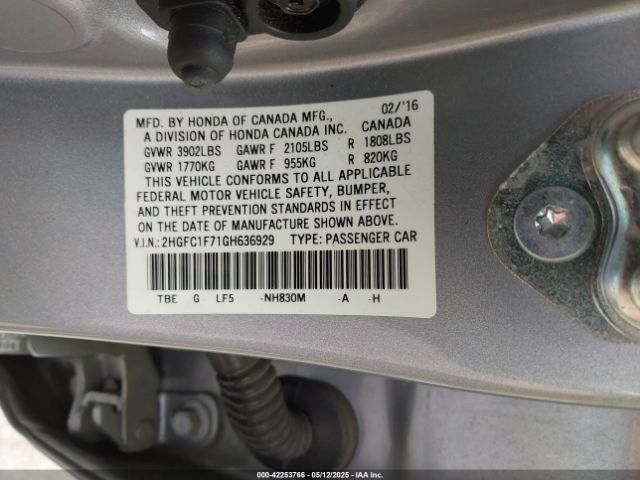 MFD. BY HONDA OF CANADA MFG., 02/'16
A DIVISION OF HONDA CANADA INC. CANADA
GVWR 3902LBS GAWR F 2105LBS R 1808LBS
GVWR 1770KG GAWR F 955KG R 820KG
THIS VEHICLE CONFORMS TO ALL APPLICABLE
FEDERAL MOTOR VEHICLE SAFETY, BUMPER,
AND THEFT PREVENTION STANDARDS IN EFFECT
ON THE DATE OF MANUFACTURE SHOWN ABOVE.
V.I.N.: 2HGFC1F71GH636929 TYPE: PASSENGER CAR
TBE G LF5 -NH830M -A -H
000-42253766 - 05/12/2025 - IAA Inc.